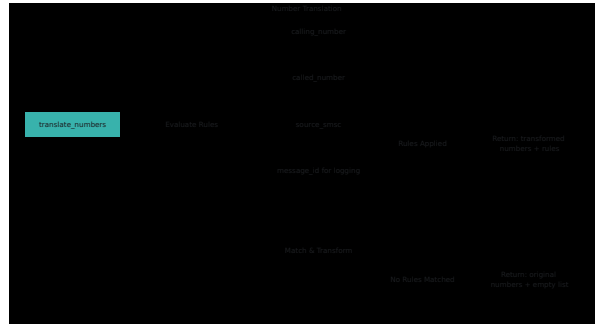 Number Translation
calling_number
called_number
translate_numbers
Evaluate Rules
source_smsc
Rules Applied
Return: transformed
numbers + rules
message_id for logging
Match & Transform
No Rules Matched
Return: original
numbers + empty list